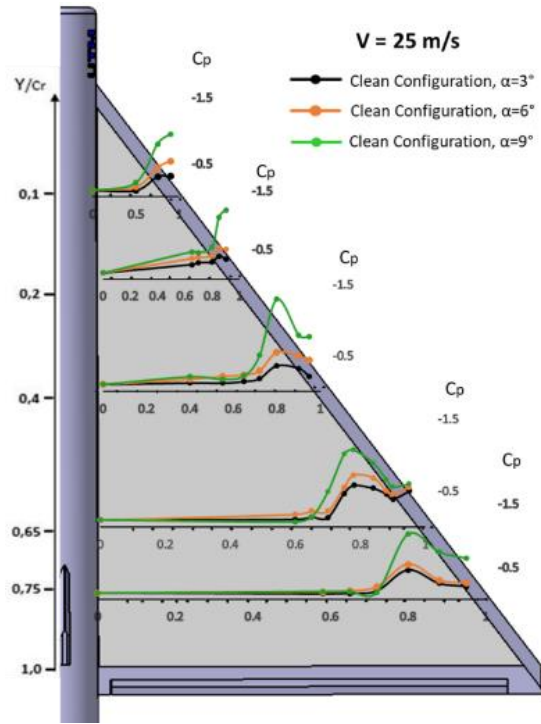 V = 25 m/s
Clean Configuration, α=3°
Clean Configuration, α=6°
Clean Configuration, α=9°
Y/Cr
Cp
-1.5
-0.5
0,1
0 0.5 1
Cp
-1.5
-0.5
0 0.2 0.4 0.6 0.8 1
0,2
-1.5
-0.5
Cp
0,4
0 0.2 0.4 0.6 0.8 1
Cp
-1.5
-0.5
0,65
0 0.2 0.4 0.6 0.8 1
Cp
-1.5
-0.5
0,75
0 0.2 0.4 0.6 0.8 1
1,0